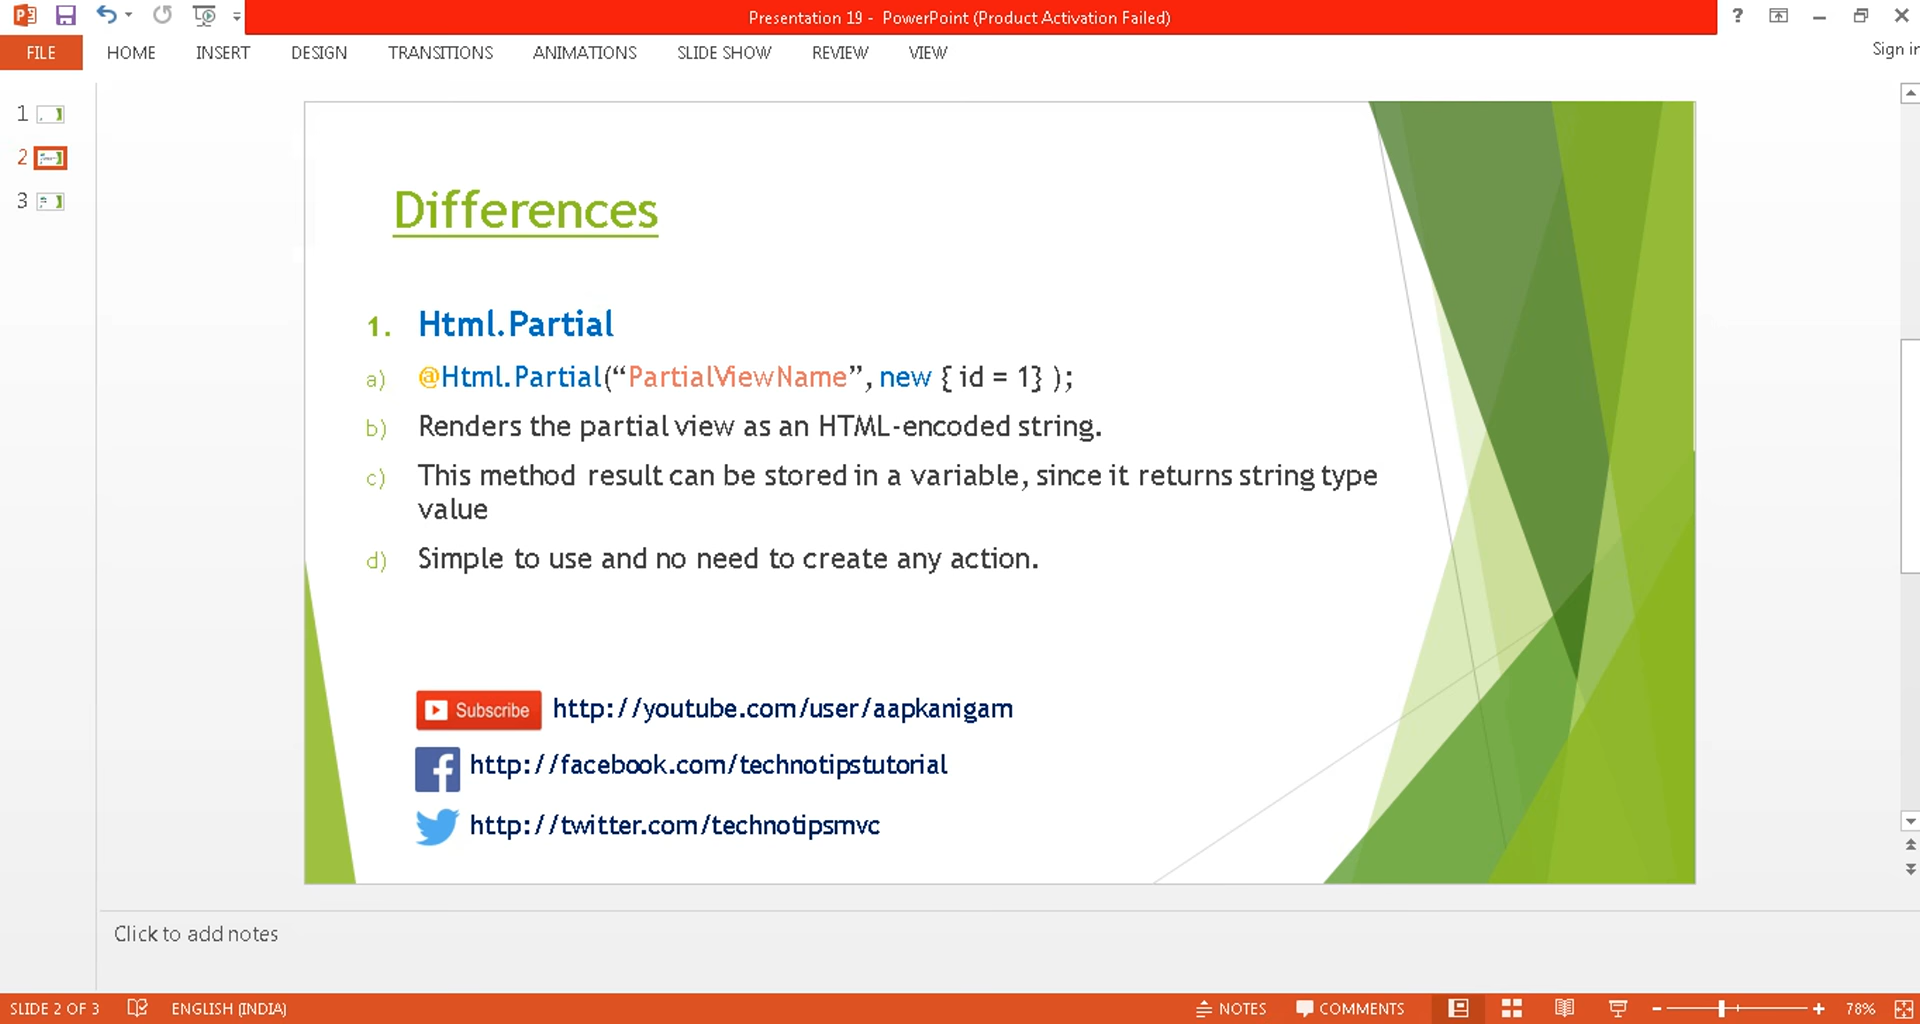 Presentation 19 - PowerPoint (Product Activation Failed)
?
FILE HOME INSERT DESIGN TRANSITIONS ANIMATIONS SLIDE SHOW REVIEW VIEW
Sign in
1
2
3
Differences
1. Html.Partial
a) @Html.Partial(“PartialViewName”, new { id = 1} );
b) Renders the partial view as an HTML-encoded string.
c) This method result can be stored in a variable, since it returns string type
value
d) Simple to use and no need to create any action.
Subscribe http://youtube.com/user/aapkanigam
http://facebook.com/technotipstutorial
http://twitter.com/technotipsmvc
Click to add notes
SLIDE 2 OF 3 ENGLISH (INDIA) NOTES COMMENTS 78%